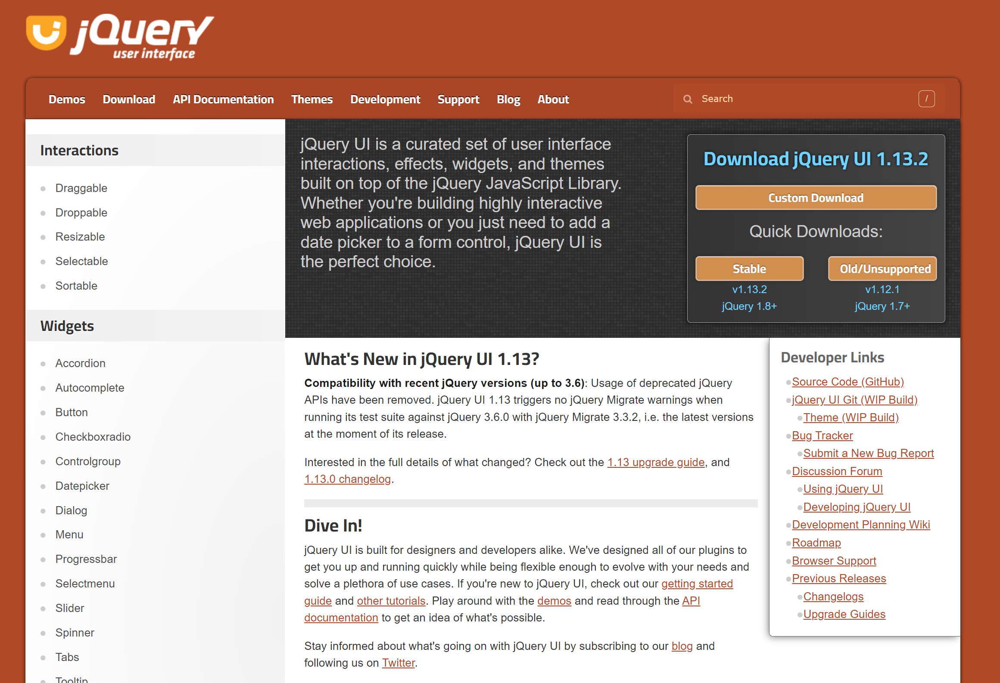 jQuery
user interface
Demos Download API Documentation Themes Development Support Blog About Search /
Interactions
Draggable
Droppable
Resizable
Selectable
Sortable
Widgets
Accordion
Autocomplete
Button
Checkboxradio
Controlgroup
Datepicker
Dialog
Menu
Progressbar
Selectmenu
Slider
Spinner
Tabs
Tooltip
jQuery UI is a curated set of user interface
interactions, effects, widgets, and themes
built on top of the jQuery JavaScript Library.
Whether you're building highly interactive
web applications or you just need to add a
date picker to a form control, jQuery UI is
the perfect choice.
Download jQuery UI 1.13.2
Custom Download
Quick Downloads:
Stable
v1.13.2
jQuery 1.8+
Old/Unsupported
v1.12.1
jQuery 1.7+
What's New in jQuery UI 1.13?
Compatibility with recent jQuery versions (up to 3.6): Usage of deprecated jQuery
APIs have been removed. jQuery UI 1.13 triggers no jQuery Migrate warnings when
running its test suite against jQuery 3.6.0 with jQuery Migrate 3.3.2, i.e. the latest versions
at the moment of its release.
Interested in the full details of what changed? Check out the 1.13 upgrade guide, and
1.13.0 changelog.
Dive In!
jQuery UI is built for designers and developers alike. We've designed all of our plugins to
get you up and running quickly while being flexible enough to evolve with your needs and
solve a plethora of use cases. If you're new to jQuery UI, check out our getting started
guide and other tutorials. Play around with the demos and read through the API
documentation to get an idea of what's possible.
Stay informed about what's going on with jQuery UI by subscribing to our blog and
following us on Twitter.
Developer Links
Source Code (GitHub)
jQuery UI Git (WIP Build)
Theme (WIP Build)
Bug Tracker
Submit a New Bug Report
Discussion Forum
Using jQuery UI
Developing jQuery UI
Development Planning Wiki
Roadmap
Browser Support
Previous Releases
Changelogs
Upgrade Guides